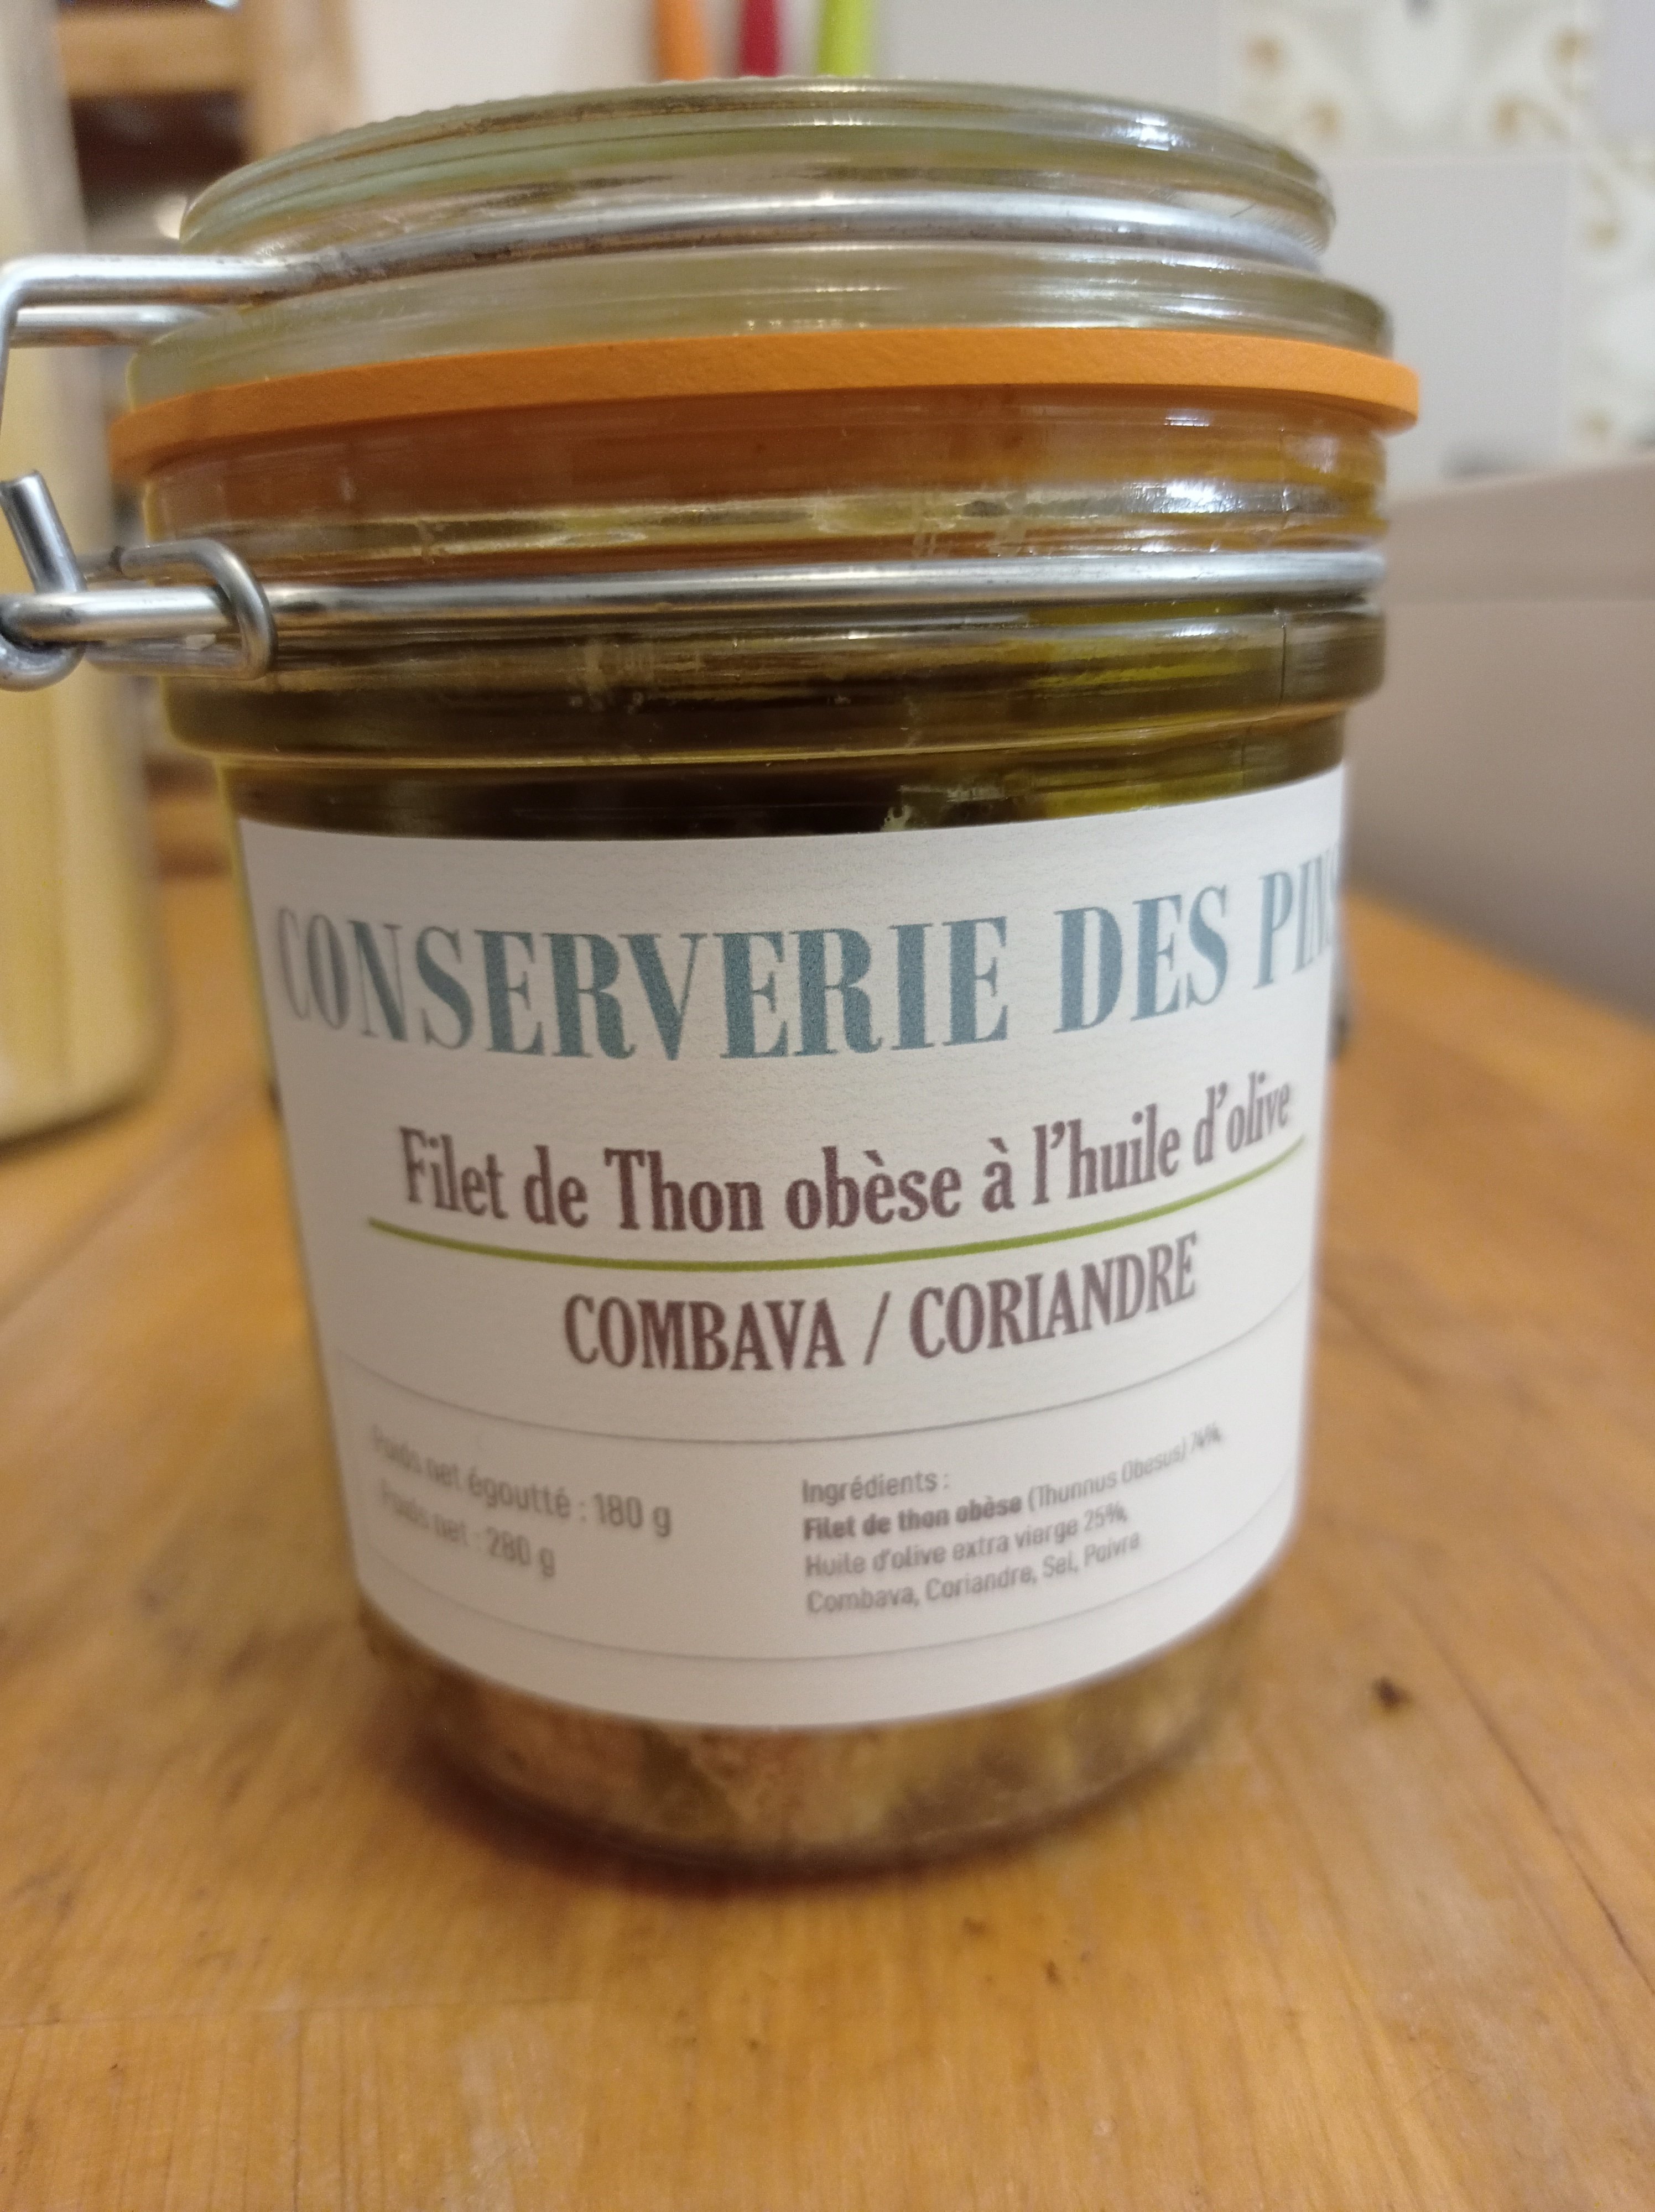 CONSERVERIE DES PINS
Filet de Thon obèse à l'huile d'olive
COMBAVA / CORIANDRE
Poids net égoutté : 180 g
Poids net : 280 g
Ingrédients :
Filet de thon obèse (Thunnus Obesus) 74%,
Huile d'olive extra vierge 25%,
Combava, Coriandre, Sel, Poivre